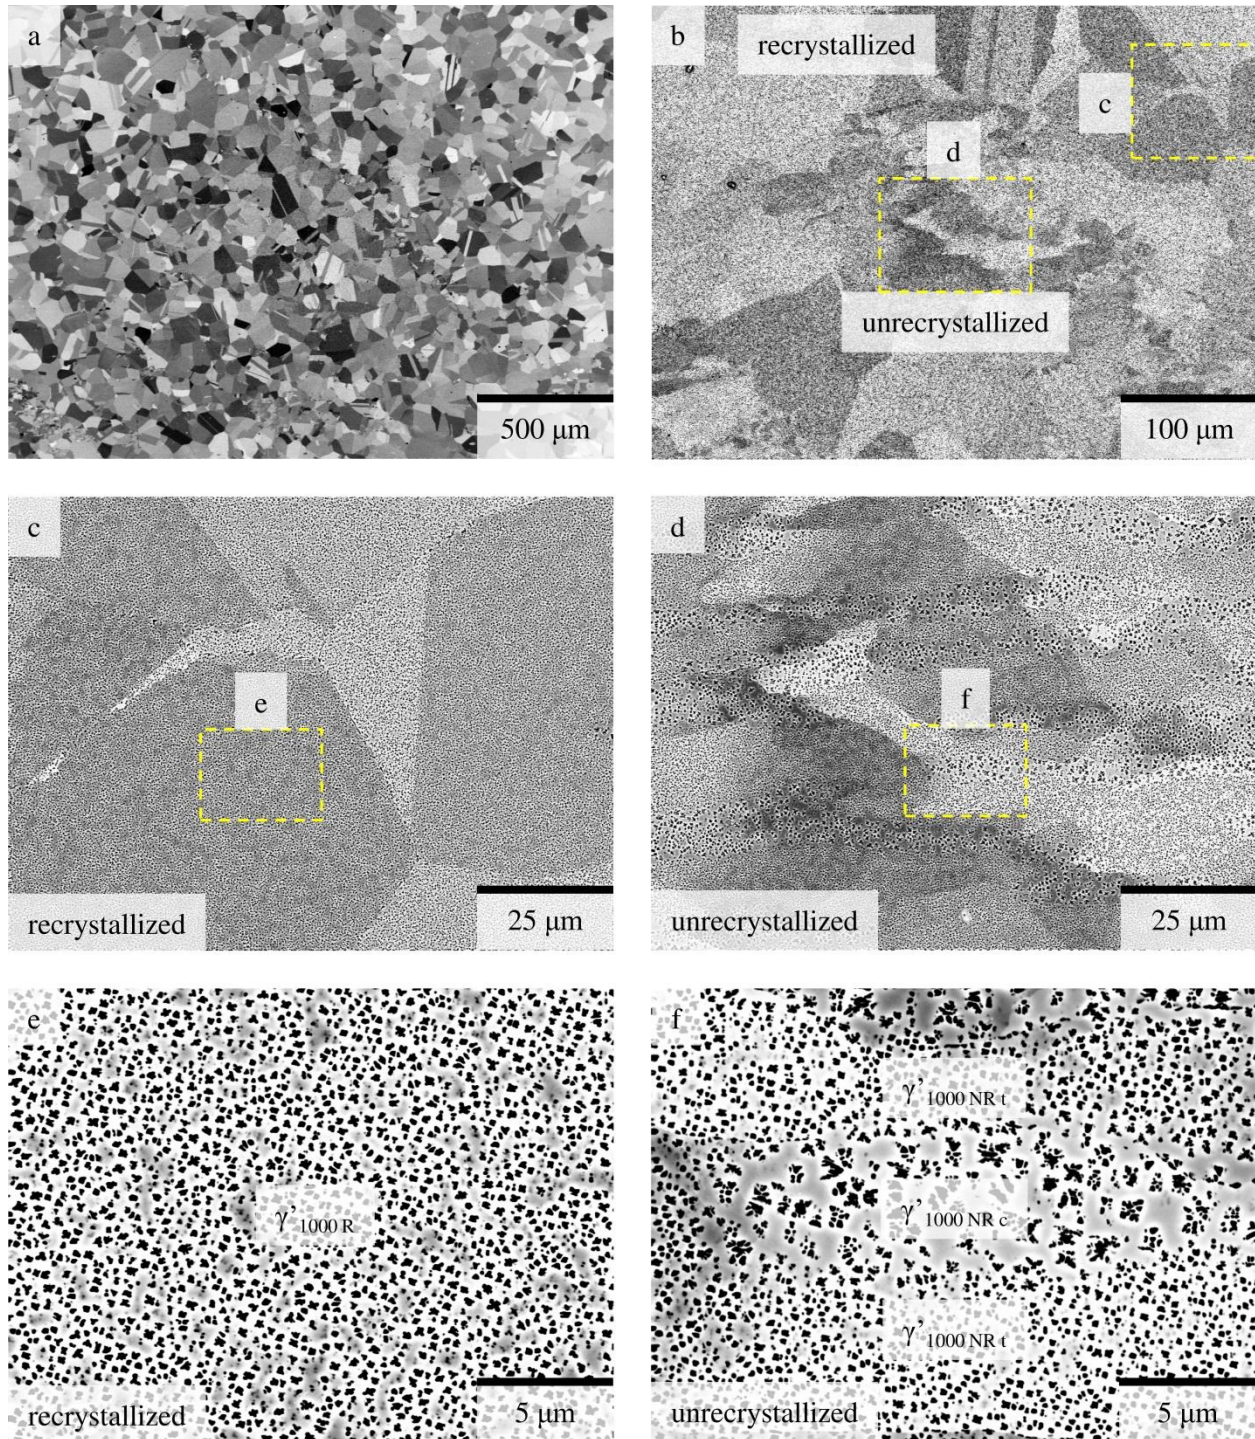 a
500 μm
b
recrystallized
c
d
unrecrystallized
100 μm
c
e
recrystallized
25 μm
d
f
unrecrystallized
25 μm
e
γ’1000 R
recrystallized
5 μm
f
γ’1000 NR t
γ’1000 NR c
γ’1000 NR t
unrecrystallized
5 μm